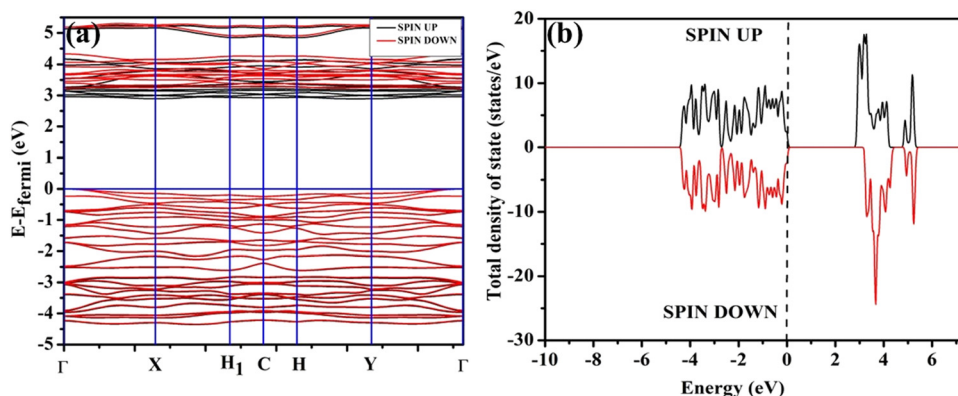 (a)
SPIN UP
SPIN DOWN
E-Efermi (eV)
5
4
3
2
1
0
-1
-2
-3
-4
-5
Γ X H1 C H Y Γ
(b)
SPIN UP
SPIN DOWN
Total density of state (states/eV)
20
10
0
-10
-20
-30
-10 -8 -6 -4 -2 0 2 4 6
Energy (eV)